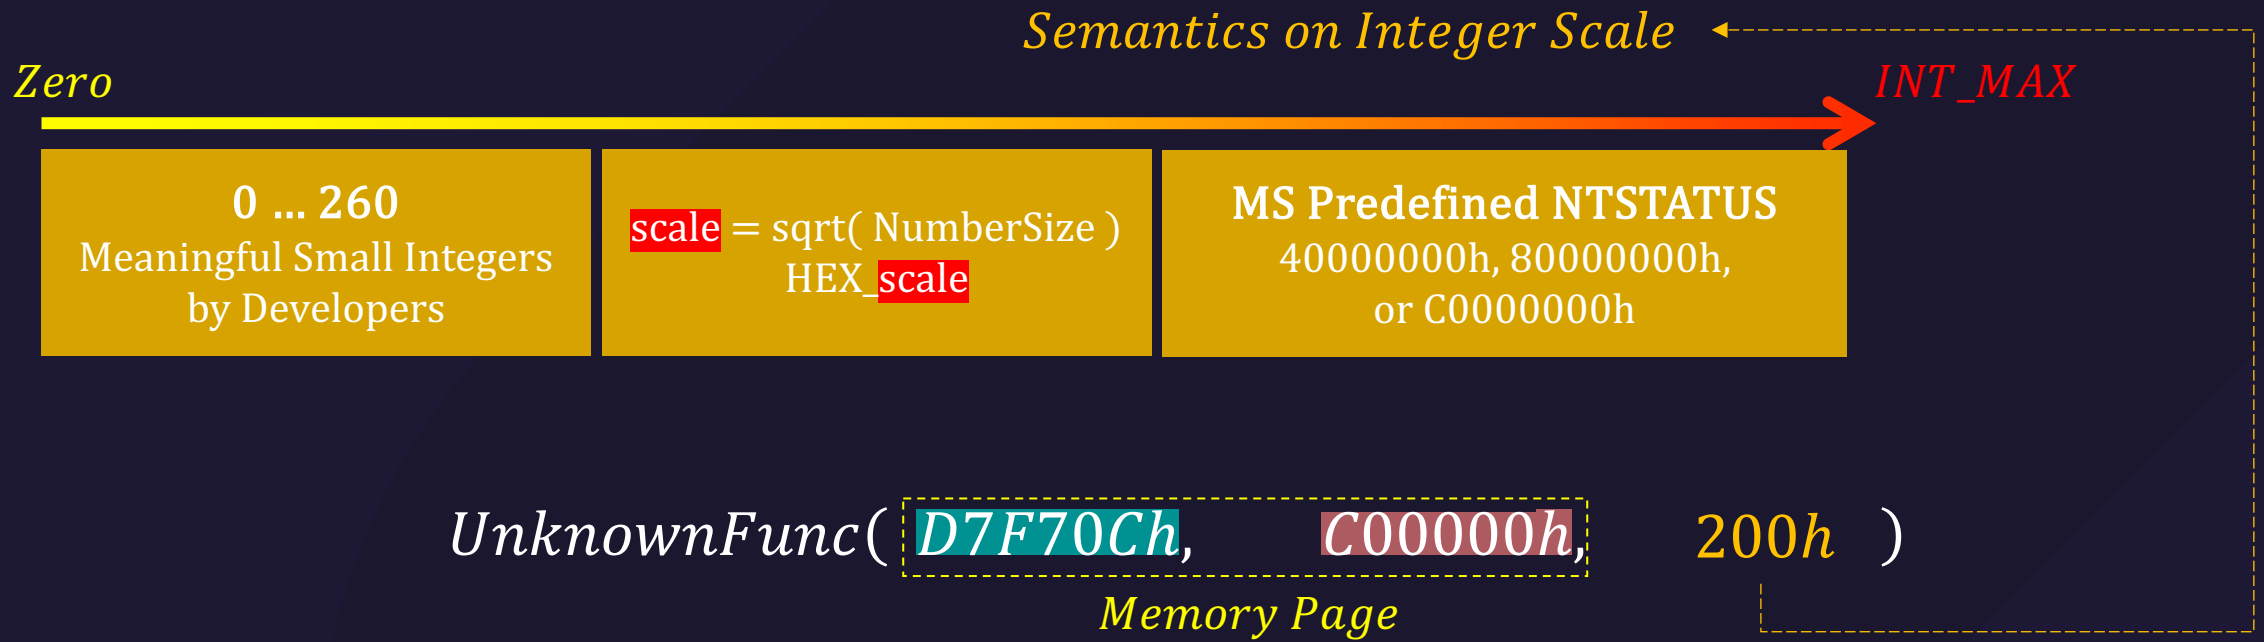 Semantics on Integer Scale
Zero
INT_MAX
0 ... 260
Meaningful Small Integers
by Developers
scale = sqrt( NumberSize )
HEX_scale
MS Predefined NTSTATUS
40000000h, 80000000h,
or C0000000h
UnknownFunc( D7F70Ch, C00000h, 200h )
Memory Page